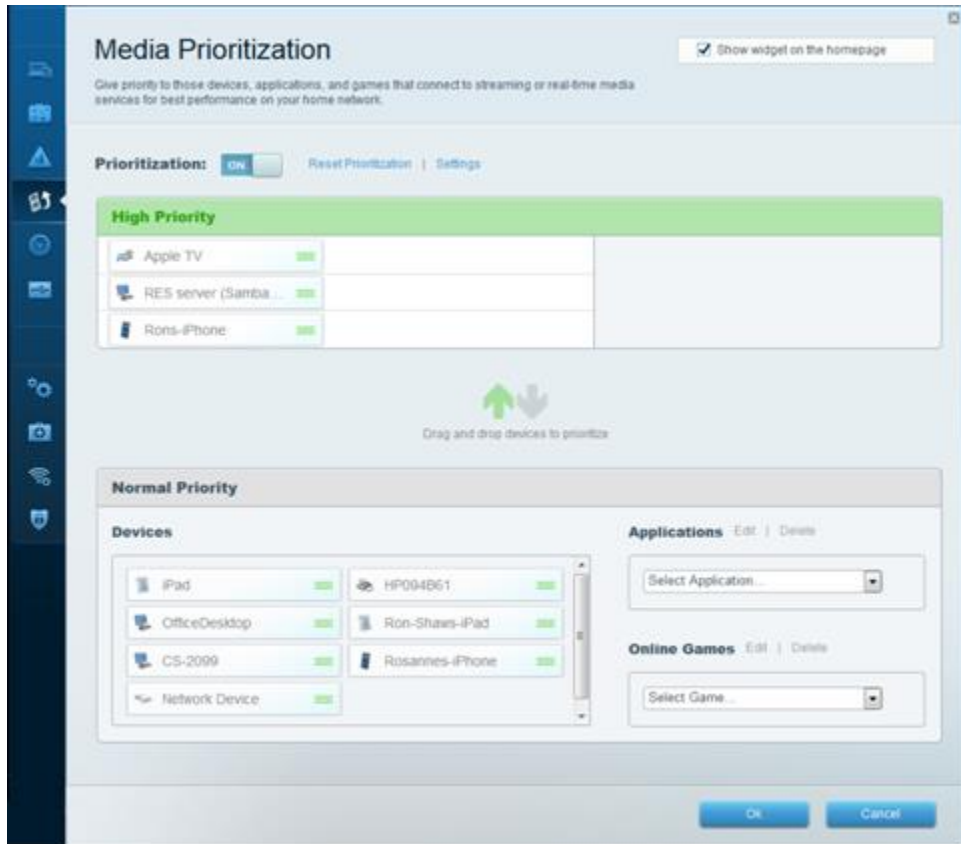 Media Prioritization
Show widget on the homepage
Give priority to those devices, applications, and games that connect to streaming or real-time media
services for best performance on your home network.
Prioritization: ON Reset Prioritization | Settings
High Priority
Apple TV
RES server (Samba...
Rons-iPhone
Drag and drop devices to prioritize
Normal Priority
Devices
iPad
HP094B61
OfficeDesktop
Ron-Shaws-iPad
CS-2099
Rosannes-iPhone
Network Device
Applications Edit | Delete
Select Application...
Online Games Edit | Delete
Select Game...
Ok
Cancel